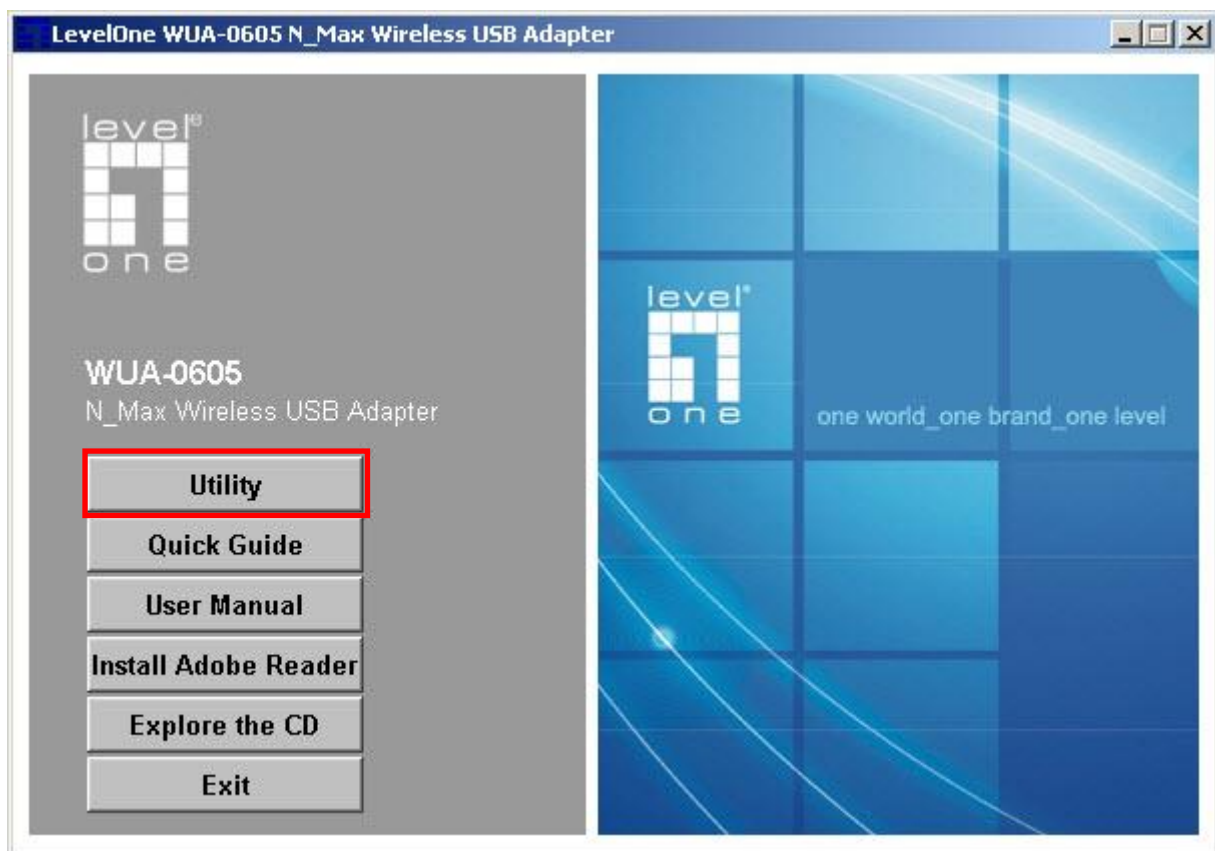 LevelOne WUA-0605 N_Max Wireless USB Adapter
level®
one
WUA-0605
N_Max Wireless USB Adapter
Utility
Quick Guide
User Manual
Install Adobe Reader
Explore the CD
Exit
level®
one
one world_one brand_one level